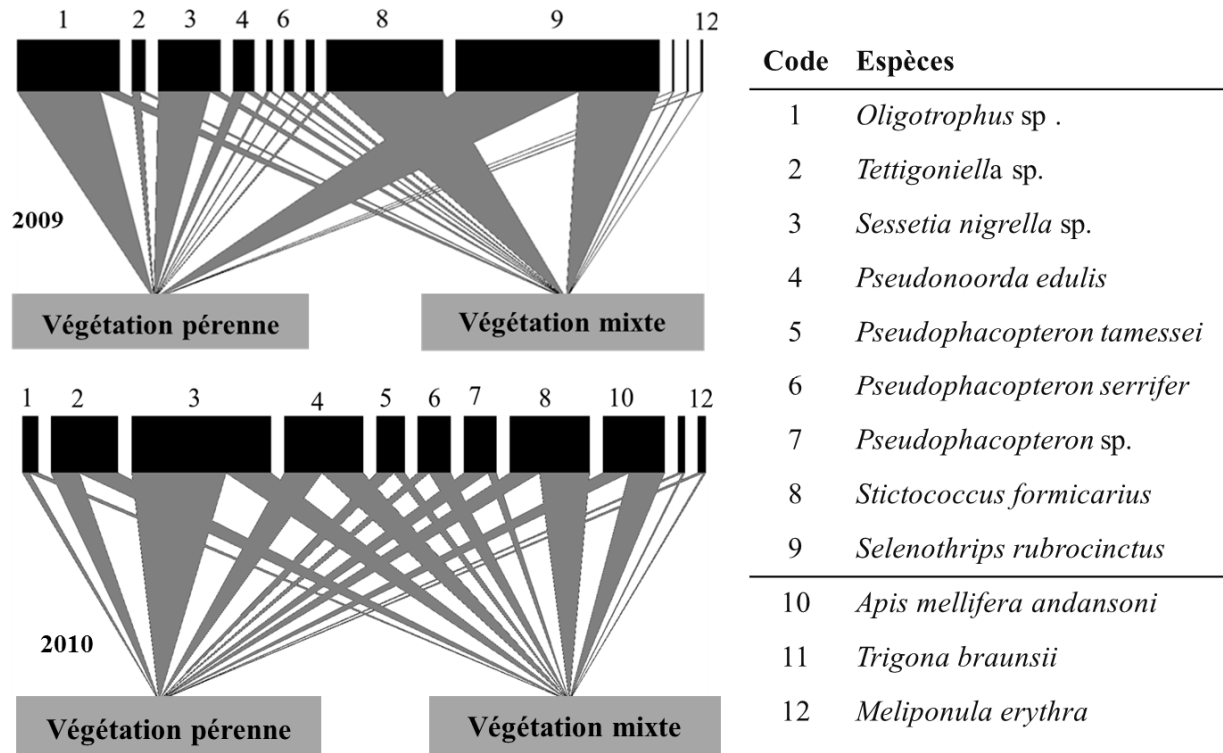 1 2 3 4 6 8 9 12
2009
Végétation pérenne Végétation mixte
1 2 3 4 5 6 7 8 10 12
2010
Végétation pérenne Végétation mixte
Code Espèces
1 Oligotrophus sp .
2 Tettigoniella sp.
3 Sessetia nigrella sp.
4 Pseudonoorda edulis
5 Pseudophacopteron tamessei
6 Pseudophacopteron serrifer
7 Pseudophacopteron sp.
8 Stictococcus formicarius
9 Selenothrips rubrocinctus
10 Apis mellifera andansoni
11 Trigona braunsii
12 Meliponula erythra